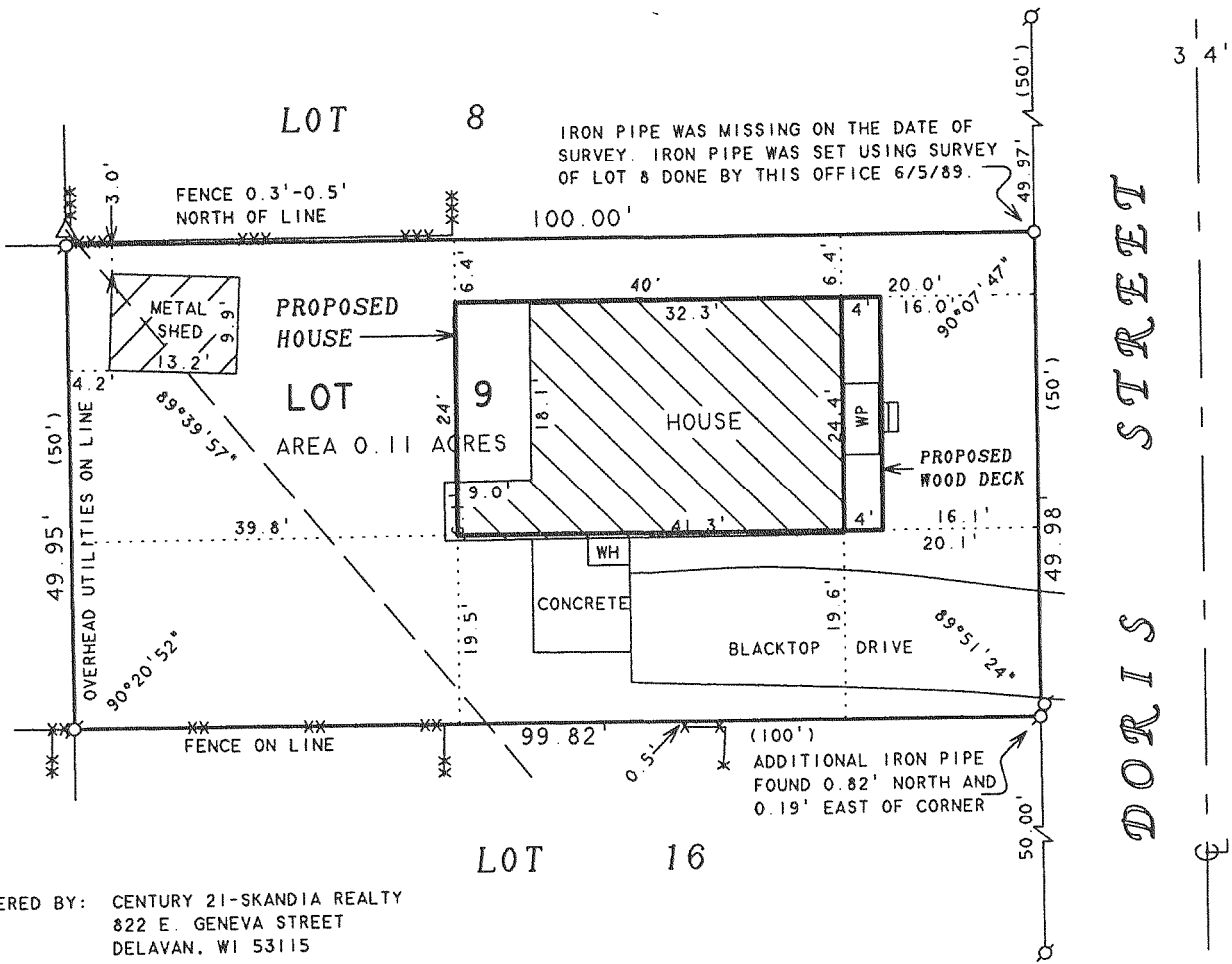 3 4'
(50')
LOT 8
IRON PIPE WAS MISSING ON THE DATE OF
SURVEY. IRON PIPE WAS SET USING SURVEY
OF LOT 8 DONE BY THIS OFFICE 6/5/89.
49.97'
3.0'
FENCE 0.3'-0.5'
NORTH OF LINE
100.00'
6.4'
6.4'
PROPOSED
HOUSE
40'
32.3'
4'
20.0'
16.0'
90°07'47"
METAL
SHED
9.9'
13.2'
4.2'
89°39'57"
LOT 9
AREA 0.11 ACRES
24'
18.1'
HOUSE
24.4'
WP
PROPOSED
WOOD DECK
(50')
(50')
49.95'
OVERHEAD UTILITIES ON LINE
9.0'
41.3'
4'
16.1'
20.1'
39.8'
49.98'
WH
CONCRETE
19.5'
19.6'
BLACKTOP DRIVE
89°51'24"
90°20'52"
FENCE ON LINE
99.82'
(100')
0.5'
ADDITIONAL IRON PIPE
FOUND 0.82' NORTH AND
0.19' EAST OF CORNER
50.00'
LOT 16
DORIS STREET
℄
ERED BY: CENTURY 21-SKANDIA REALTY
822 E. GENEVA STREET
DELAVAN, WI 53115